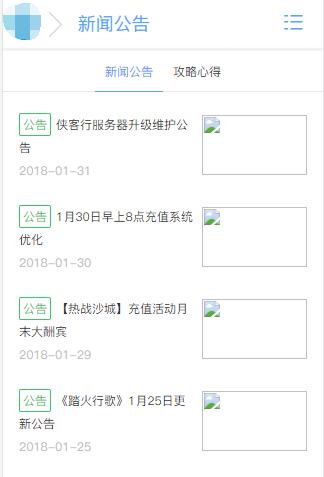 新闻公告
新闻公告 攻略心得
公告 侠客行服务器升级维护公
告
2018-01-31
公告 1月30日早上8点充值系统
优化
2018-01-30
公告 【热战沙城】充值活动月
末大酬宾
2018-01-29
公告 《踏火行歌》1月25日更
新公告
2018-01-25